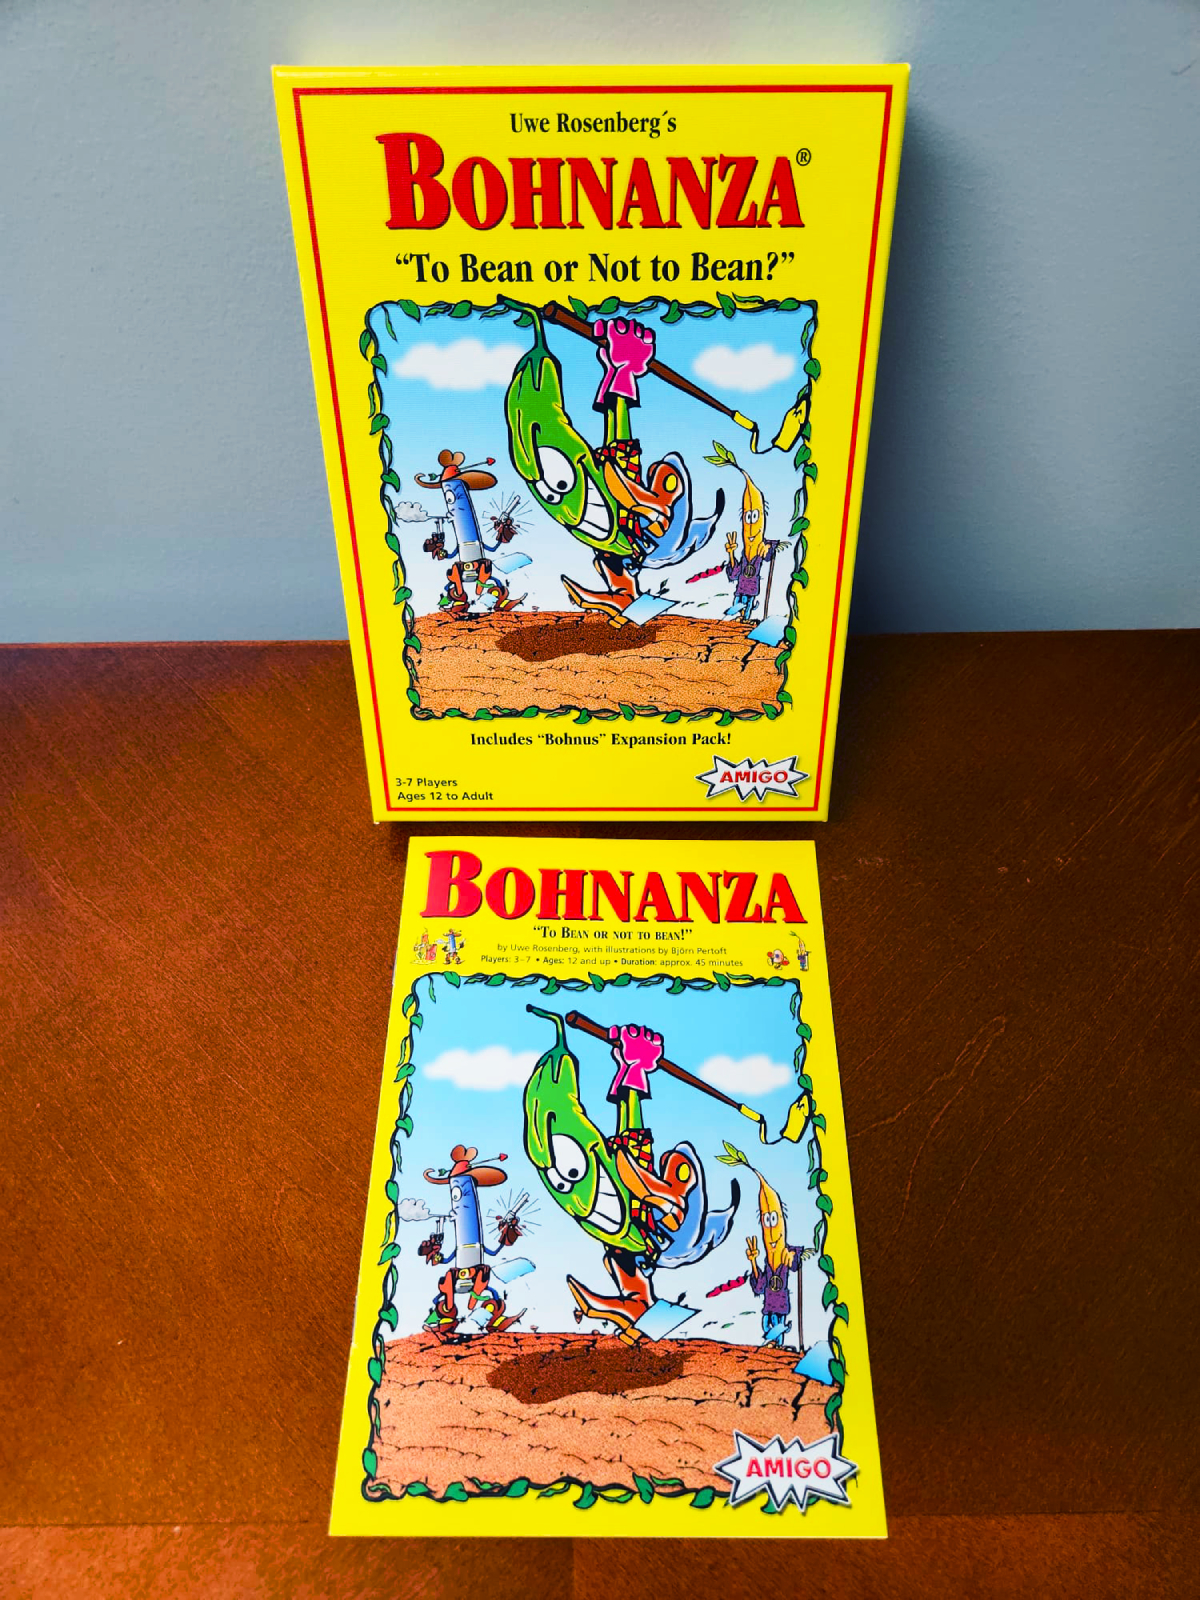 Uwe Rosenberg´s
BOHNANZA®
“To Bean or Not to Bean?”
Includes “Bohnus” Expansion Pack!
3-7 Players
Ages 12 to Adult
AMIGO
BOHNANZA
“TO BEAN OR NOT TO BEAN!”
by Uwe Rosenberg, with illustrations by Björn Pertoft
Players: 3–7 • Ages: 12 and up • Duration: approx. 45 minutes
AMIGO